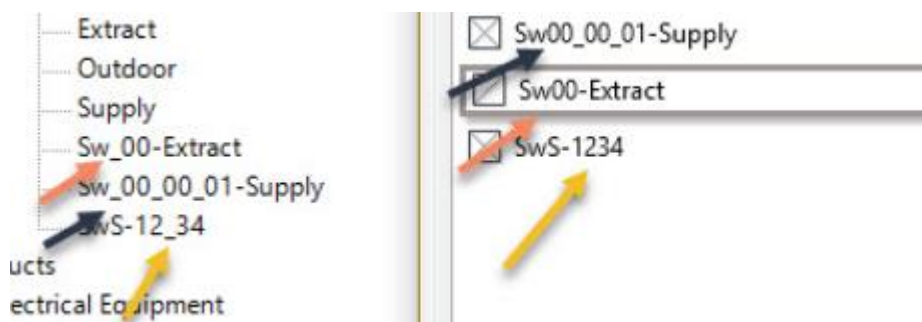 Extract
Outdoor
Supply
Sw_00-Extract
Sw_00_00_01-Supply
SwS-12_34
ucts
ectrical Equipment
Sw00_00_01-Supply
Sw00-Extract
SwS-1234